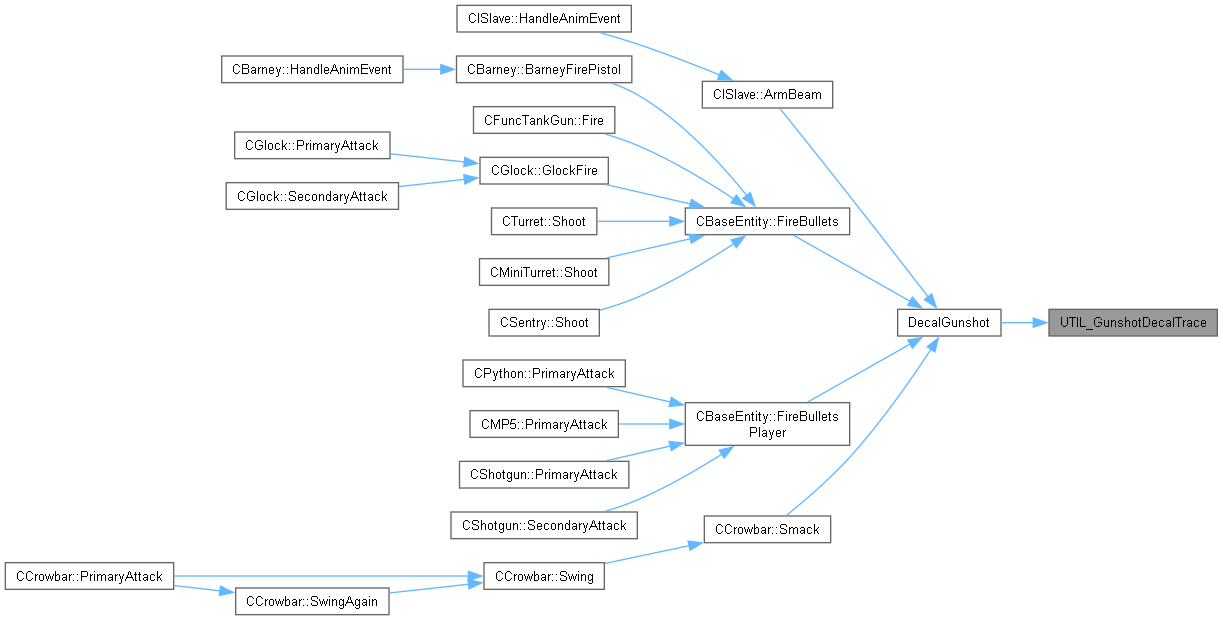 CISlave::HandleAnimEvent
CBarney::HandleAnimEvent
CBarney::BarneyFirePistol
CISlave::ArmBeam
CFuncTankGun::Fire
CGlock::PrimaryAttack
CGlock::GlockFire
CGlock::SecondaryAttack
CTurret::Shoot
CBaseEntity::FireBullets
CMiniTurret::Shoot
CSentry::Shoot
DecalGunshot
UTIL_GunshotDecalTrace
CPython::PrimaryAttack
CMP5::PrimaryAttack
CBaseEntity::FireBullets
Player
CShotgun::PrimaryAttack
CShotgun::SecondaryAttack
CCrowbar::Smack
CCrowbar::PrimaryAttack
CCrowbar::Swing
CCrowbar::SwingAgain